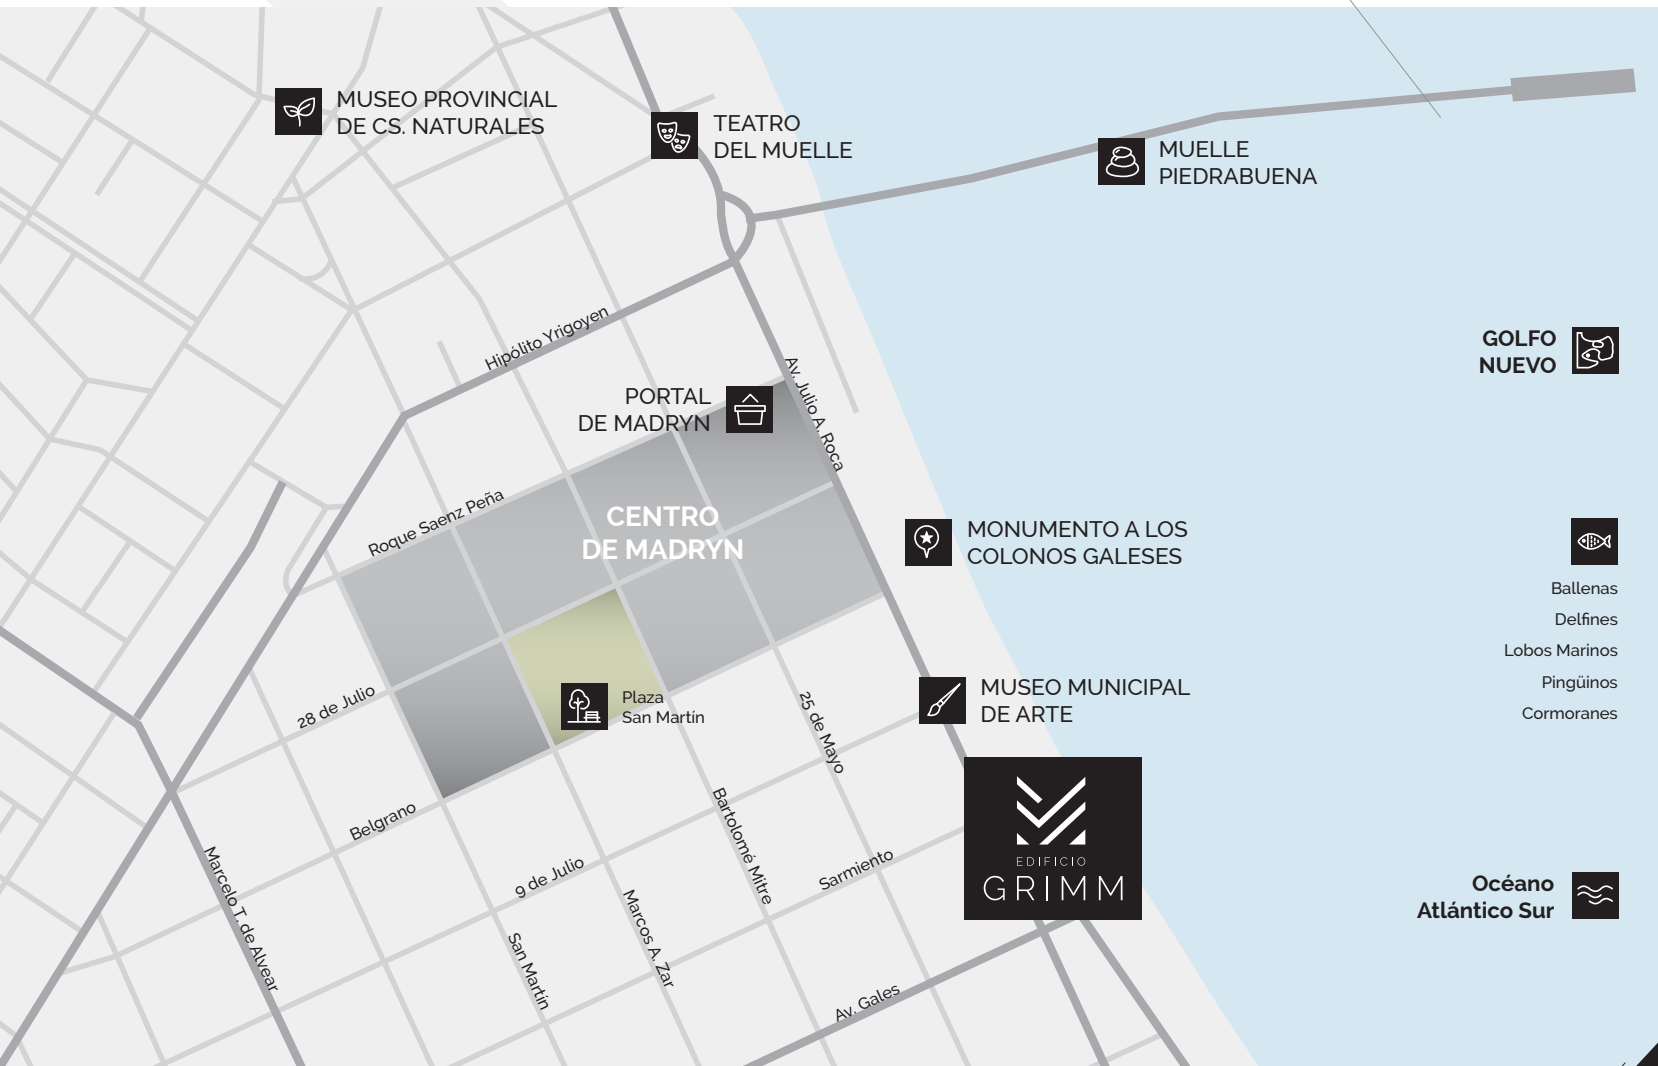 MUSEO PROVINCIAL
DE CS. NATURALES
TEATRO
DEL MUELLE
MUELLE
PIEDRABUENA
Hipólito Yrigoyen
GOLFO
NUEVO
PORTAL
DE MADRYN
Av. Julio A. Roca
Roque Saenz Peña
CENTRO
DE MADRYN
MONUMENTO A LOS
COLONOS GALESES
Ballenas
Delfines
Lobos Marinos
Pingüinos
Cormoranes
28 de Julio
Plaza
San Martín
25 de Mayo
MUSEO MUNICIPAL
DE ARTE
Belgrano
Bartolomé Mitre
9 de Julio
Sarmiento
EDIFICIO
GRIMM
Marcelo T. de Alvear
San Martín
Marcos A. Zar
Av. Gales
Océano
Atlántico Sur